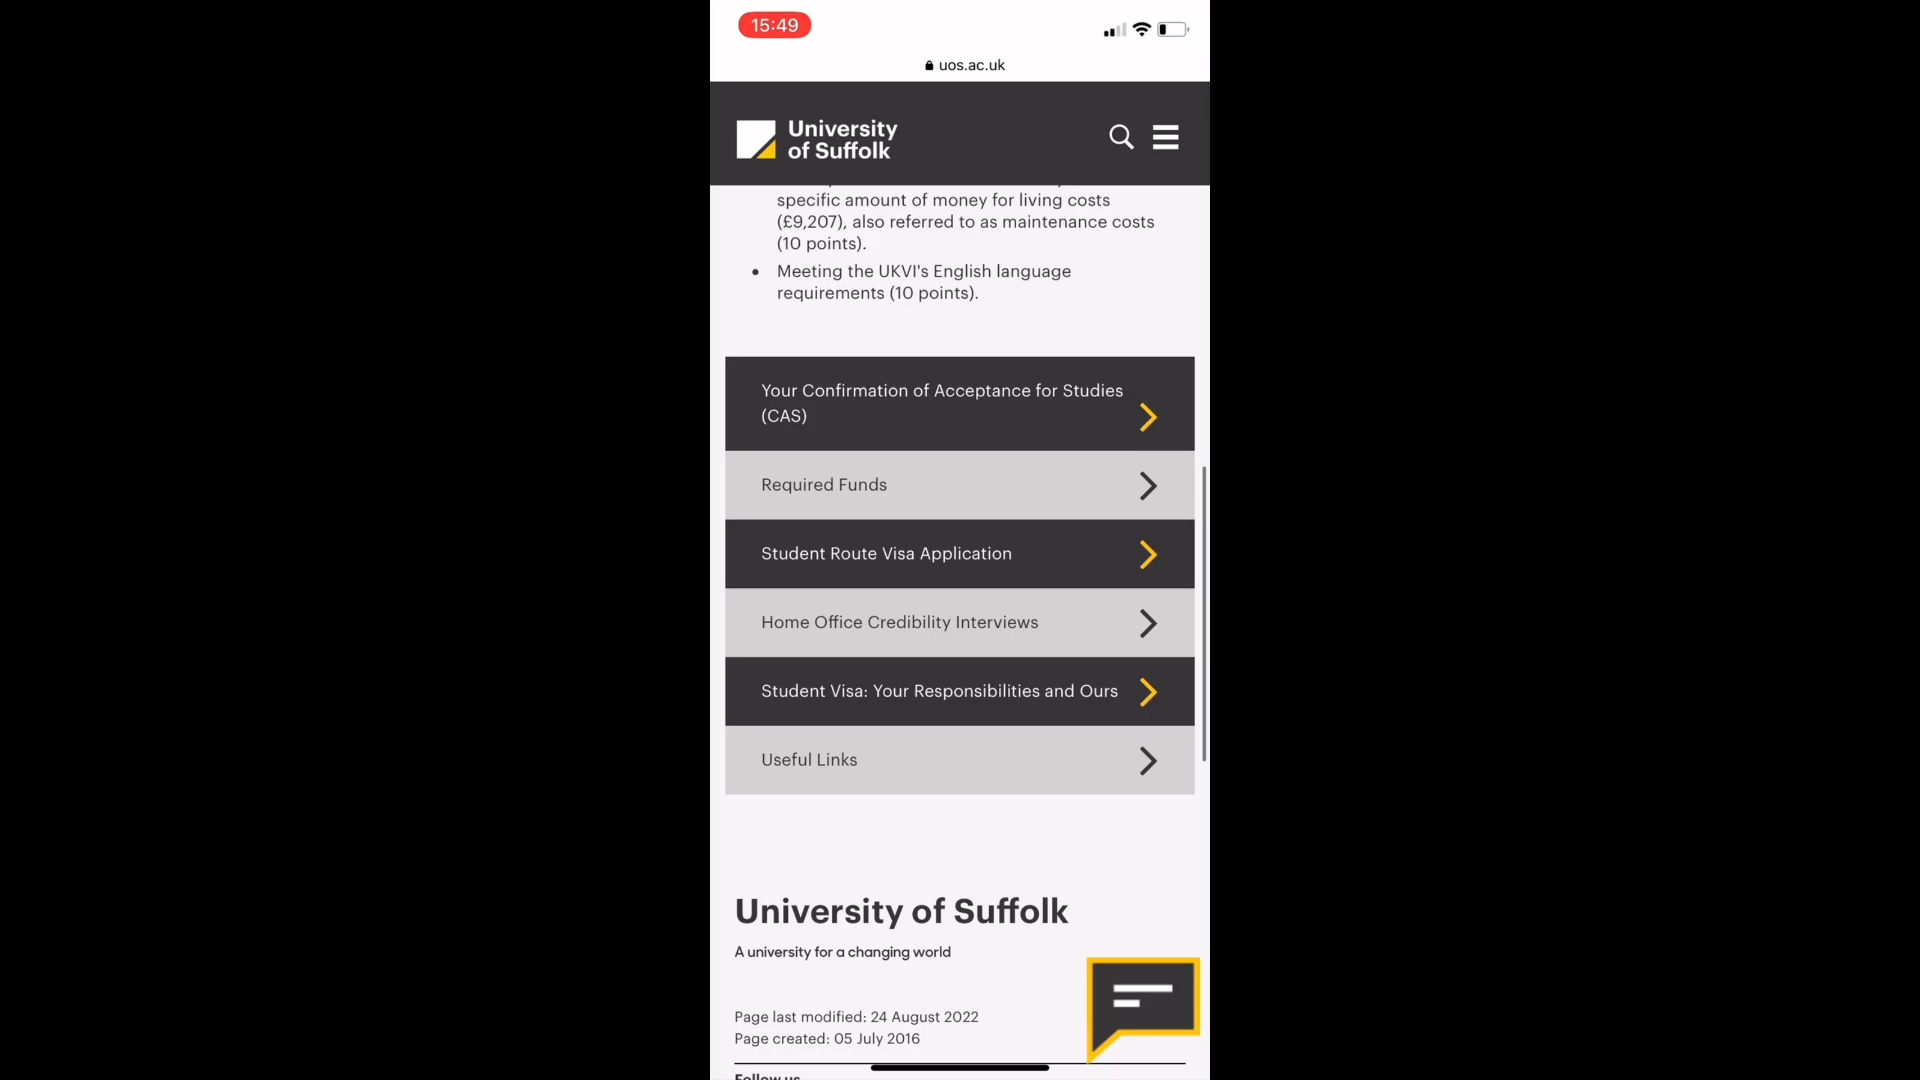 15:49
uos.ac.uk
University
of Suffolk
specific amount of money for living costs
(£9,207), also referred to as maintenance costs
(10 points).
• Meeting the UKVI's English language
requirements (10 points).
Your Confirmation of Acceptance for Studies
(CAS)
Required Funds
Student Route Visa Application
Home Office Credibility Interviews
Student Visa: Your Responsibilities and Ours
Useful Links
University of Suffolk
A university for a changing world
Page last modified: 24 August 2022
Page created: 05 July 2016
Follow us